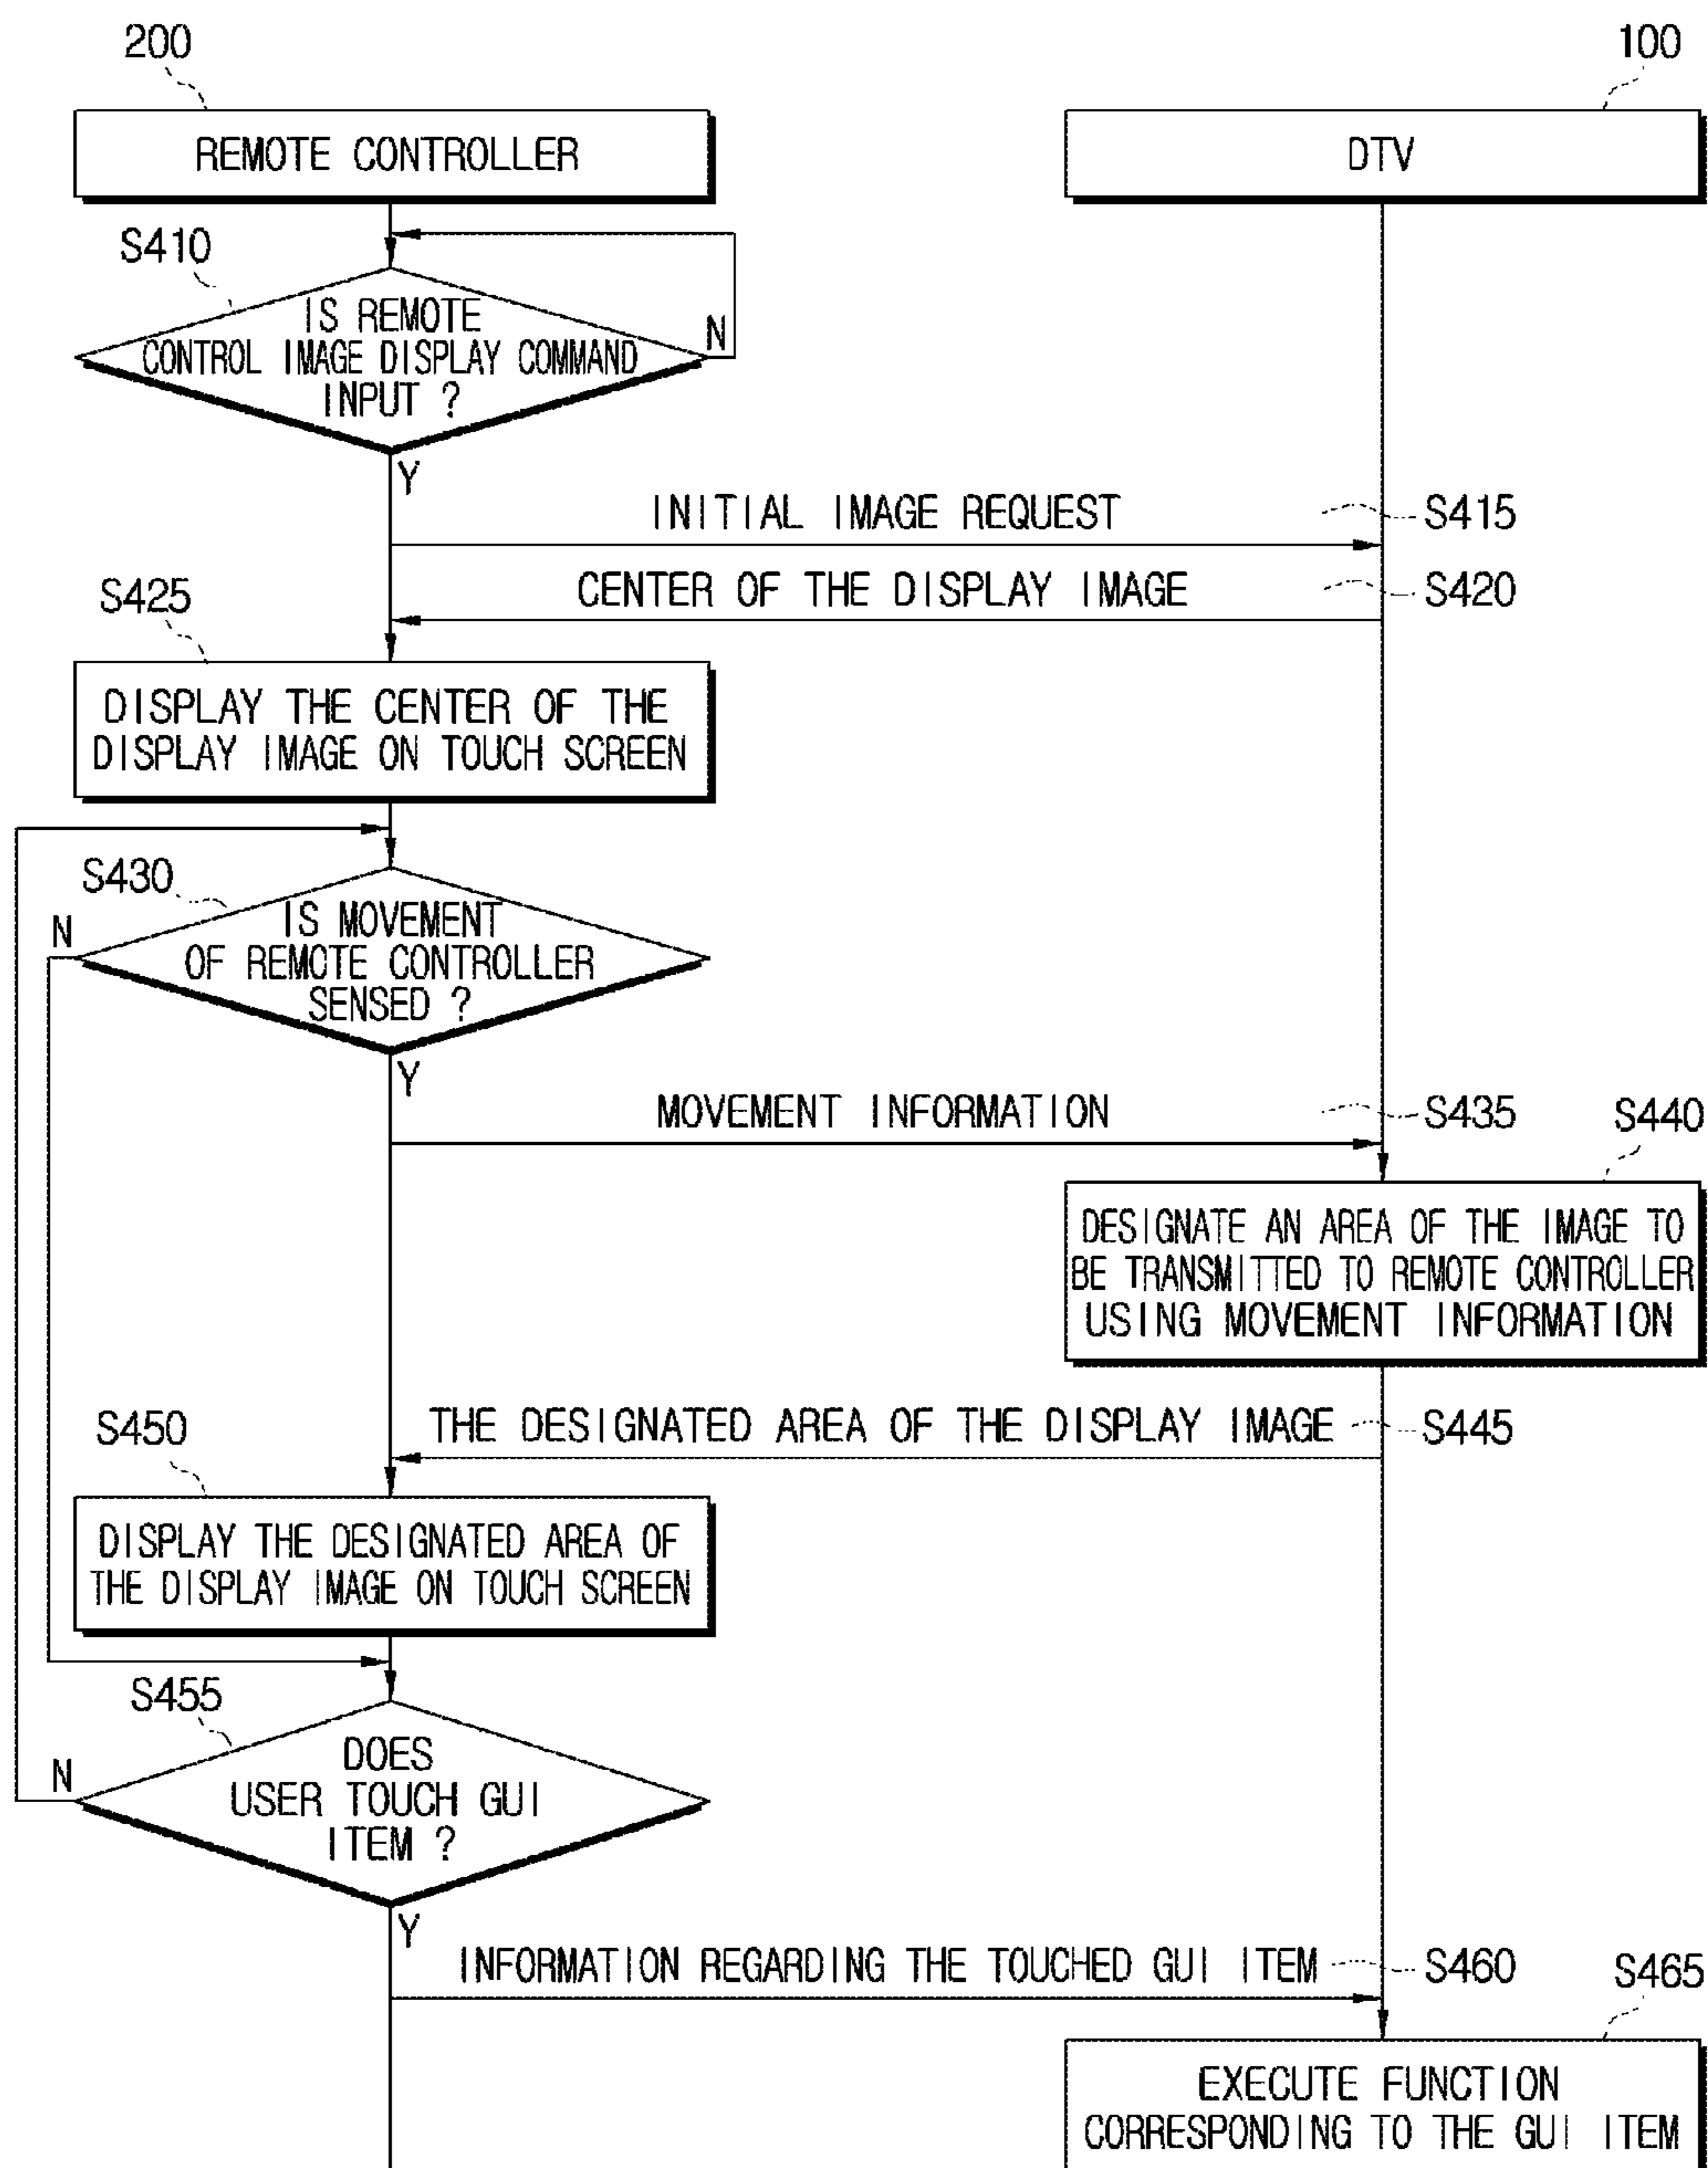 200
100
REMOTE CONTROLLER
DTV
S410
IS REMOTE
CONTROL IMAGE DISPLAY COMMAND
INPUT ?
N
Y
INITIAL IMAGE REQUEST
S415
CENTER OF THE DISPLAY IMAGE
S420
S425
DISPLAY THE CENTER OF THE
DISPLAY IMAGE ON TOUCH SCREEN
S430
IS MOVEMENT
OF REMOTE CONTROLLER
SENSED ?
N
Y
MOVEMENT INFORMATION
S435
S440
DESIGNATE AN AREA OF THE IMAGE TO
BE TRANSMITTED TO REMOTE CONTROLLER
USING MOVEMENT INFORMATION
THE DESIGNATED AREA OF THE DISPLAY IMAGE
S445
S450
DISPLAY THE DESIGNATED AREA OF
THE DISPLAY IMAGE ON TOUCH SCREEN
S455
DOES
USER TOUCH GUI
ITEM ?
N
Y
INFORMATION REGARDING THE TOUCHED GUI ITEM
S460
S465
EXECUTE FUNCTION
CORRESPONDING TO THE GUI ITEM